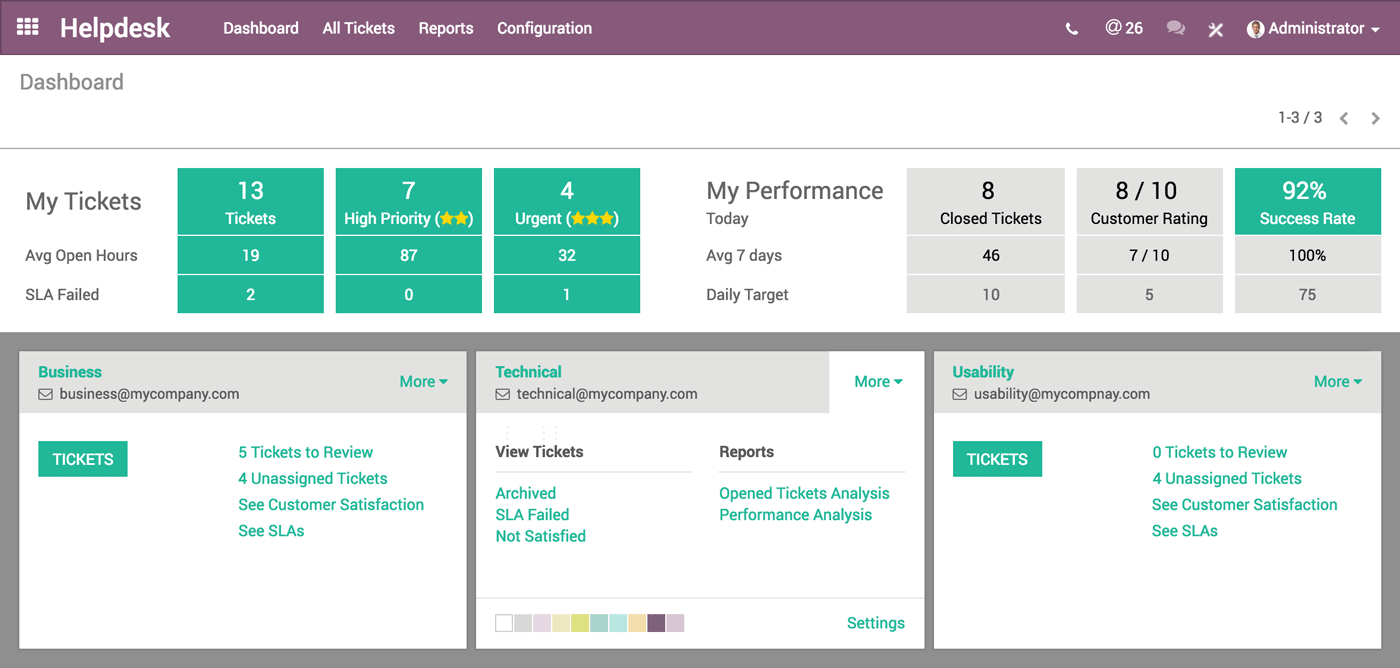 Helpdesk Dashboard All Tickets Reports Configuration @ 26 Administrator
Dashboard
1-3 / 3
My Tickets
13
Tickets
7
High Priority (★★)
4
Urgent (★★★)
Avg Open Hours 19 87 32
SLA Failed 2 0 1
My Performance
Today
8
Closed Tickets
8 / 10
Customer Rating
92%
Success Rate
Avg 7 days 46 7 / 10 100%
Daily Target 10 5 75
Business
business@mycompany.com
More
TICKETS
5 Tickets to Review
4 Unassigned Tickets
See Customer Satisfaction
See SLAs
Technical
technical@mycompany.com
More
View Tickets
Archived
SLA Failed
Not Satisfied
Reports
Opened Tickets Analysis
Performance Analysis
Settings
Usability
usability@mycompnay.com
More
TICKETS
0 Tickets to Review
4 Unassigned Tickets
See Customer Satisfaction
See SLAs